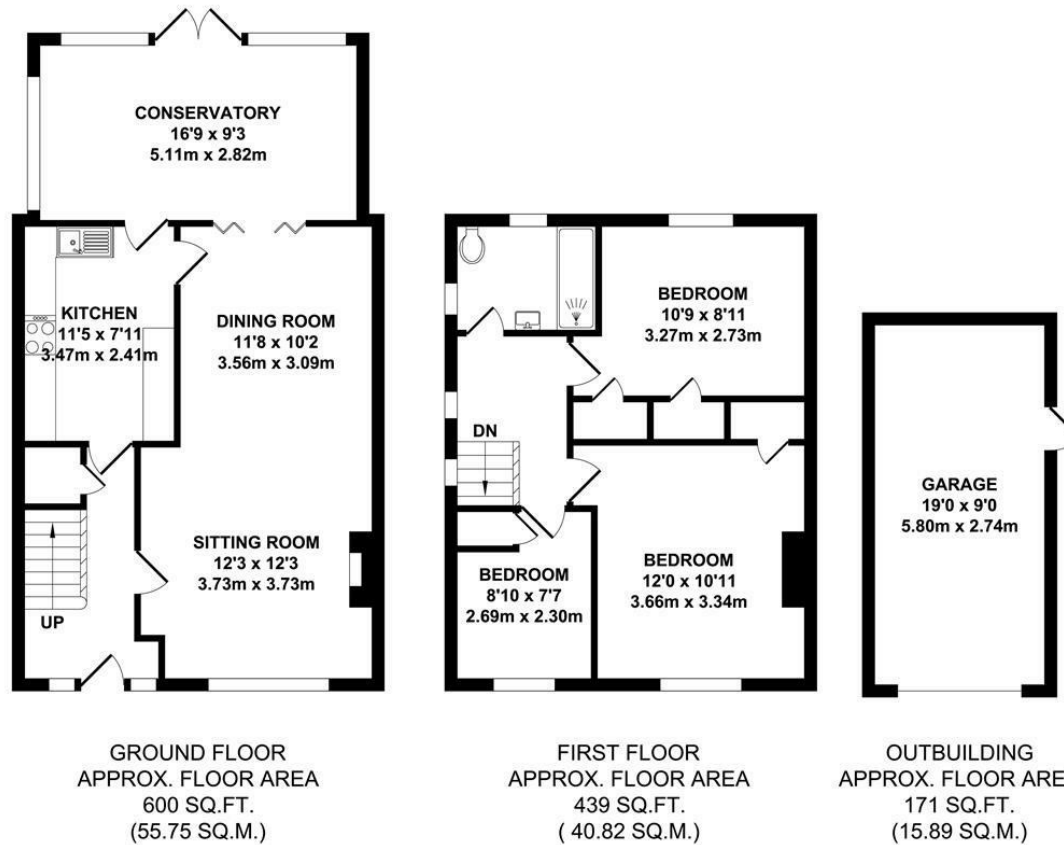 CONSERVATORY
16'9 x 9'3
5.11m x 2.82m
KITCHEN
11'5 x 7'11
3.47m x 2.41m
DINING ROOM
11'8 x 10'2
3.56m x 3.09m
SITTING ROOM
12'3 x 12'3
3.73m x 3.73m
UP
GROUND FLOOR
APPROX. FLOOR AREA
600 SQ.FT.
(55.75 SQ.M.)
BEDROOM
10'9 x 8'11
3.27m x 2.73m
DN
BEDROOM
8'10 x 7'7
2.69m x 2.30m
BEDROOM
12'0 x 10'11
3.66m x 3.34m
FIRST FLOOR
APPROX. FLOOR AREA
439 SQ.FT.
( 40.82 SQ.M.)
GARAGE
19'0 x 9'0
5.80m x 2.74m
OUTBUILDING
APPROX. FLOOR ARE
171 SQ.FT.
(15.89 SQ.M.)